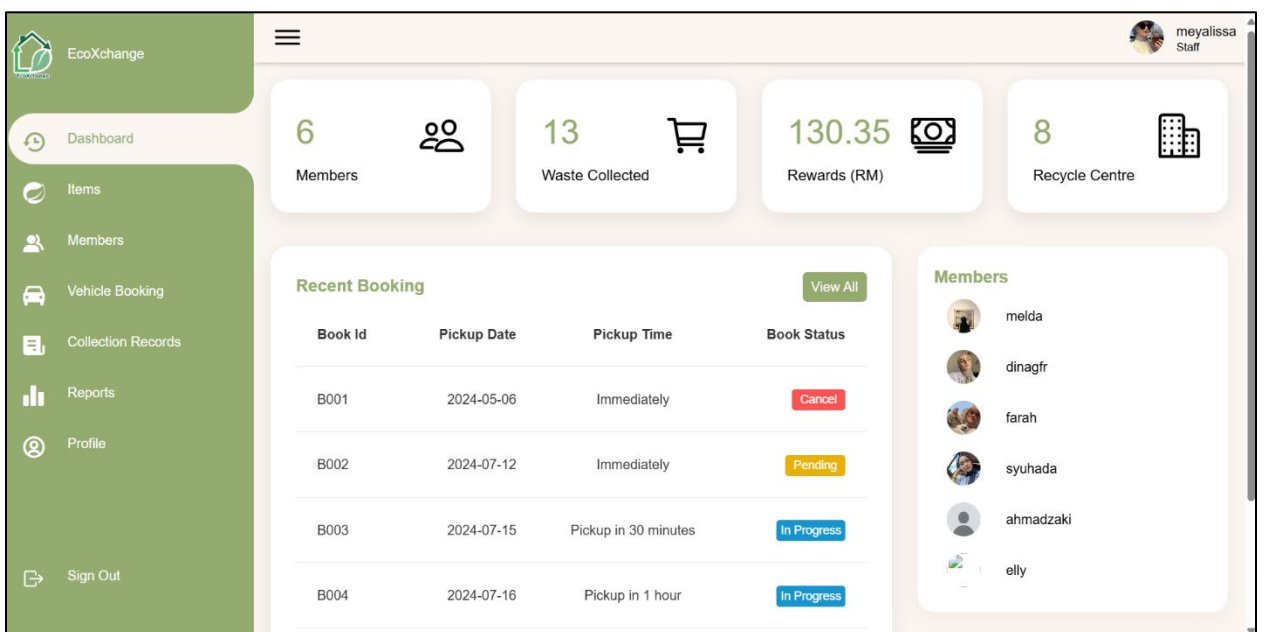 EcoXchange
meyalissa
Staff
Dashboard
Items
Members
Vehicle Booking
Collection Records
Reports
Profile
Sign Out
6
Members
13
Waste Collected
130.35
Rewards (RM)
8
Recycle Centre
Recent Booking
View All
Book Id Pickup Date Pickup Time Book Status
B001 2024-05-06 Immediately Cancel
B002 2024-07-12 Immediately Pending
B003 2024-07-15 Pickup in 30 minutes In Progress
B004 2024-07-16 Pickup in 1 hour In Progress
Members
melda
dinagfr
farah
syuhada
ahmadzaki
elly